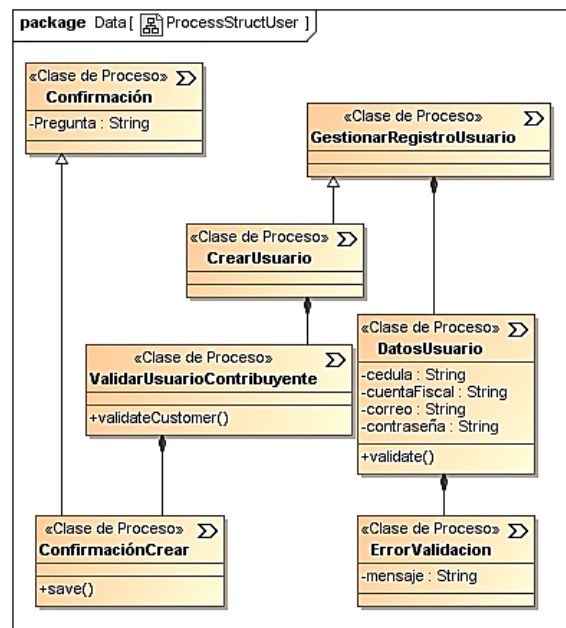 package Data[ ProcessStructUser ]
«Clase de Proceso»
Confirmación
-Pregunta : String
«Clase de Proceso»
GestionarRegistroUsuario
«Clase de Proceso»
CrearUsuario
«Clase de Proceso»
DatosUsuario
-cedula : String
-cuentaFiscal : String
-correo : String
-contraseña : String
+validate()
«Clase de Proceso»
ValidarUsuarioContribuyente
+validateCustomer()
«Clase de Proceso»
ConfirmaciónCrear
+save()
«Clase de Proceso»
ErrorValidacion
-mensaje : String